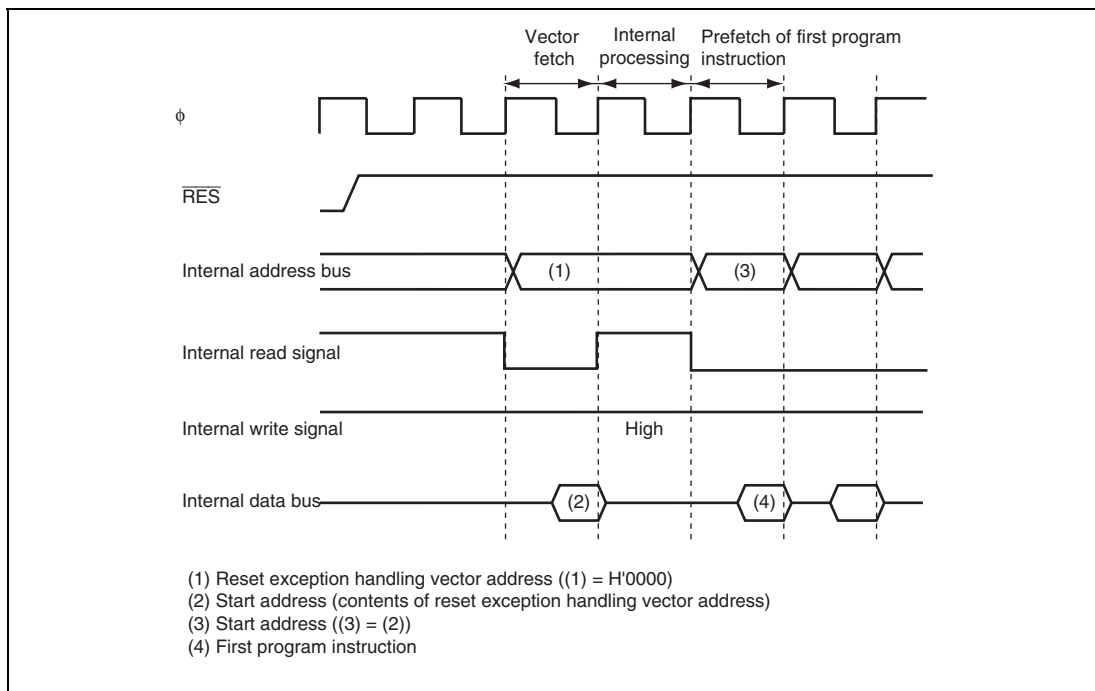 Vector fetch
Internal processing
Prefetch of first program instruction
ϕ
RES
Internal address bus
(1)
(3)
Internal read signal
Internal write signal
High
Internal data bus
(2)
(4)
(1) Reset exception handling vector address ((1) = H'0000)
(2) Start address (contents of reset exception handling vector address)
(3) Start address ((3) = (2))
(4) First program instruction